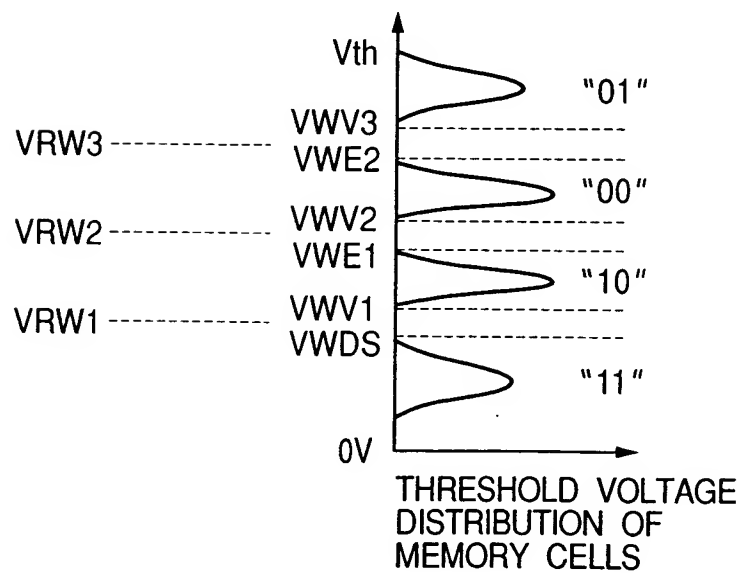 Vth
"01"
VWV3
VRW3
VWE2
"00"
VWV2
VRW2
VWE1
"10"
VWV1
VRW1
VWDS
"11"
0V
THRESHOLD VOLTAGE
DISTRIBUTION OF
MEMORY CELLS